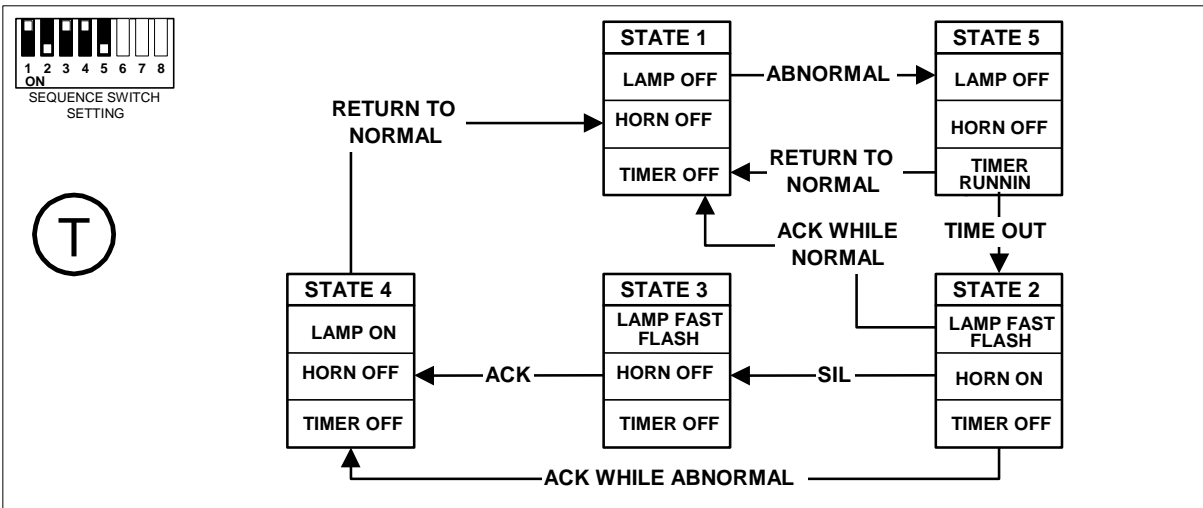 1 2 3 4 5 6 7 8
ON
SEQUENCE SWITCH
SETTING
T
RETURN TO
NORMAL
STATE 1
LAMP OFF
HORN OFF
TIMER OFF
ABNORMAL
RETURN TO
NORMAL
ACK WHILE
NORMAL
STATE 5
LAMP OFF
HORN OFF
TIMER
RUNNIN
TIME OUT
STATE 4
LAMP ON
HORN OFF
TIMER OFF
ACK
STATE 3
LAMP FAST
FLASH
HORN OFF
TIMER OFF
SIL
STATE 2
LAMP FAST
FLASH
HORN ON
TIMER OFF
ACK WHILE ABNORMAL